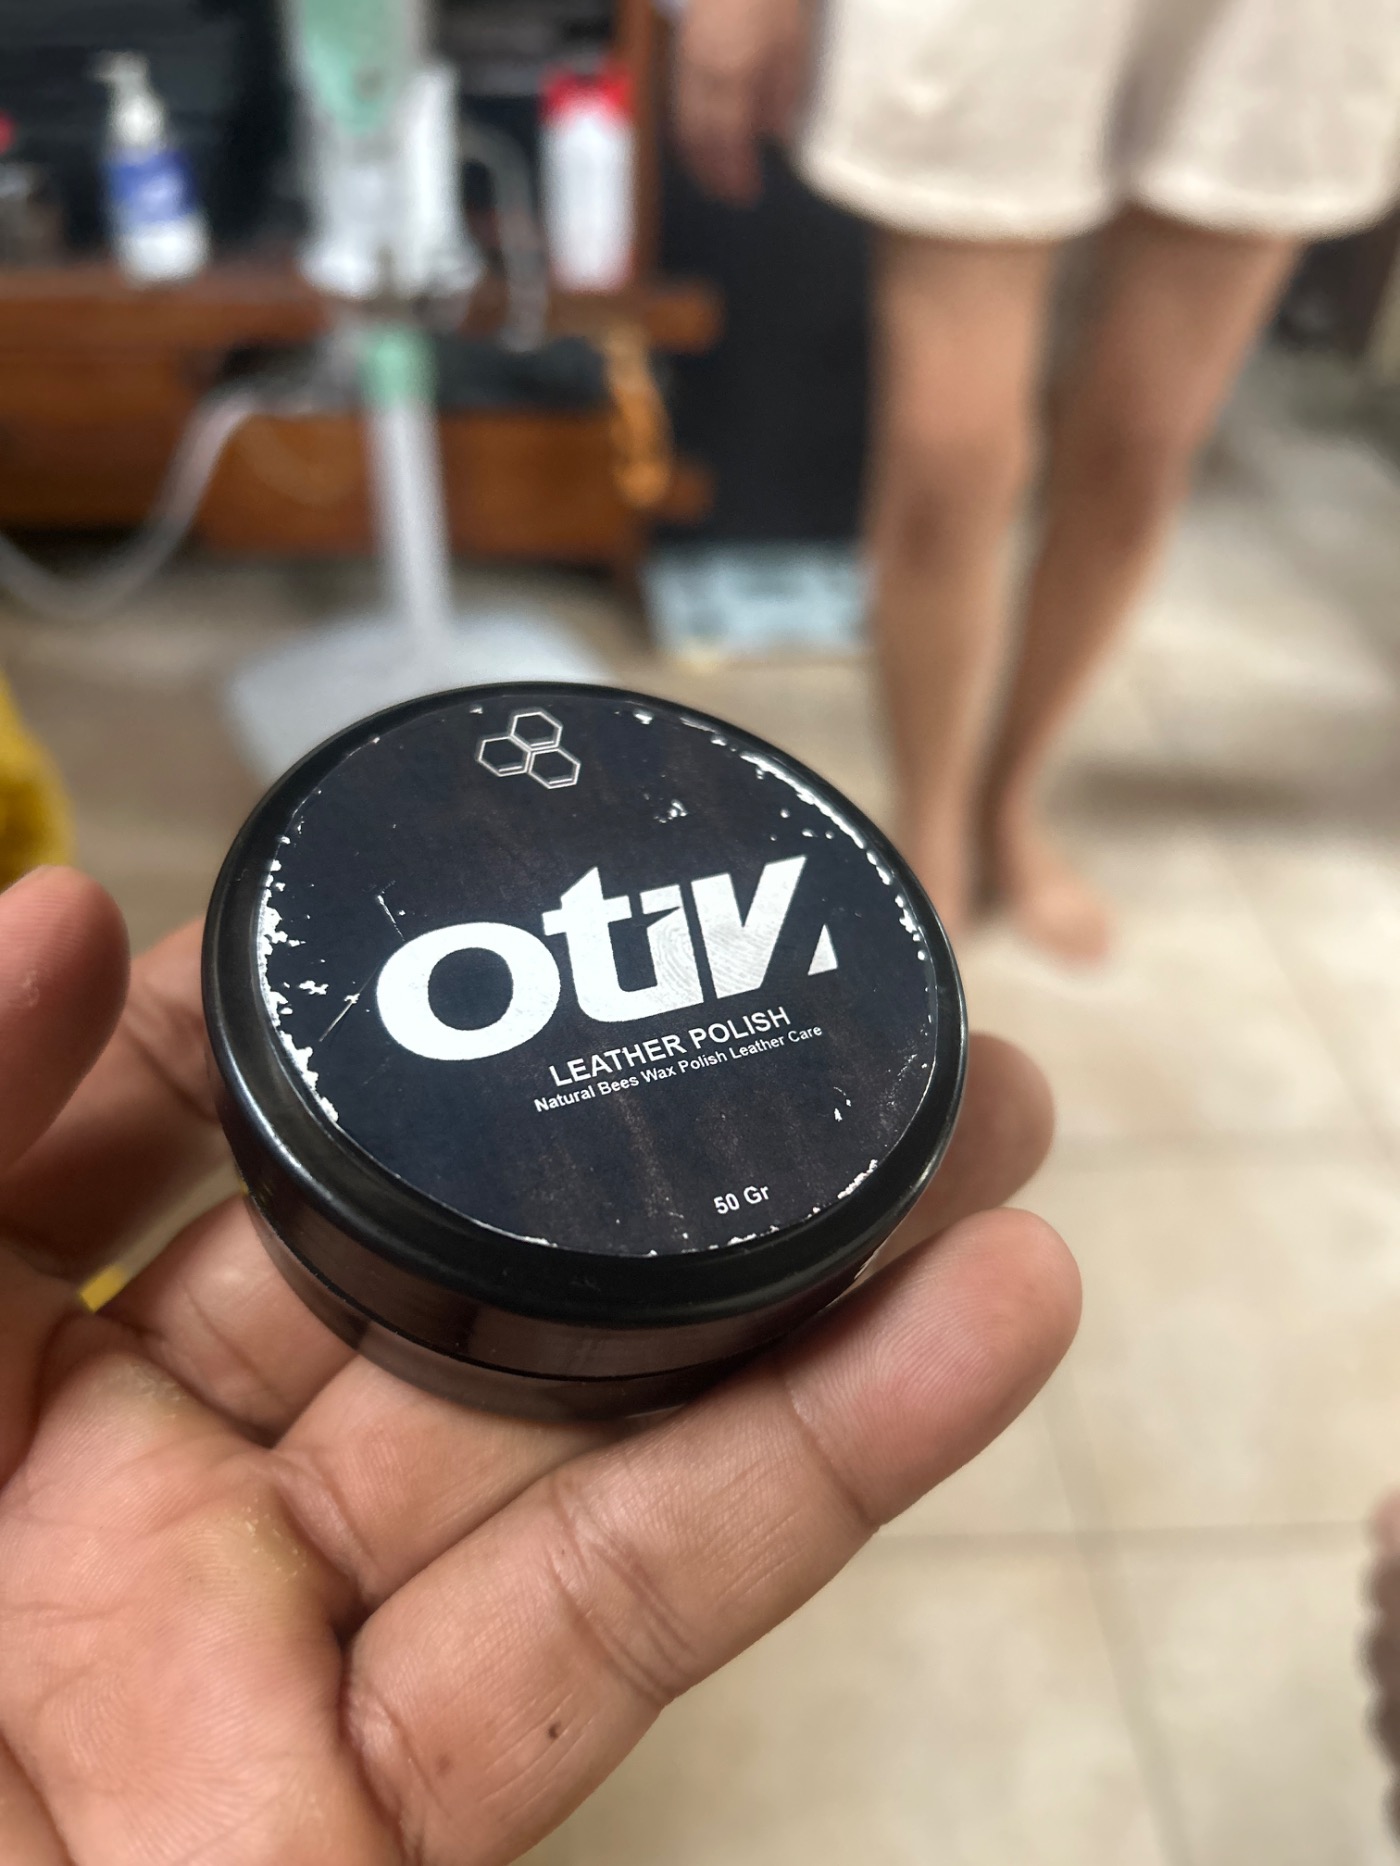 otiv
LEATHER POLISH
Natural Bees Wax Polish Leather Care
50 Gr